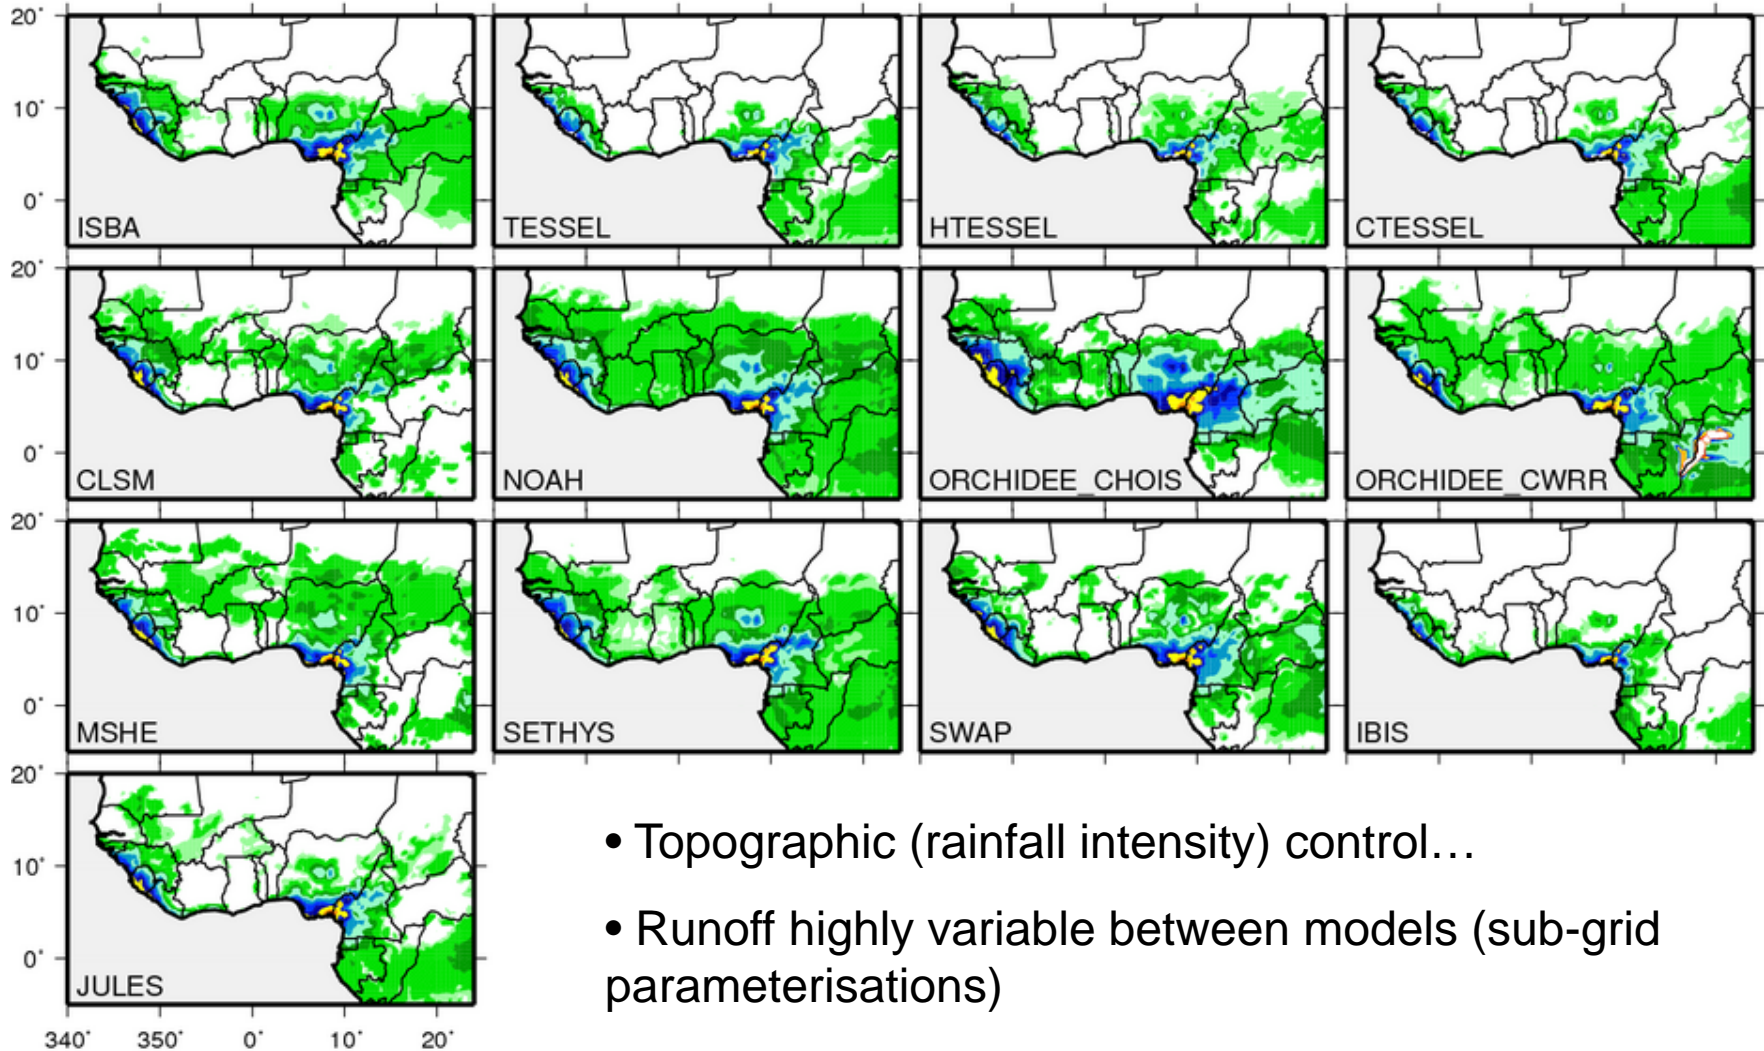 20°
10°
0°
ISBA
TESSEL
HTESSEL
CTESSEL
20°
10°
0°
CLSM
NOAH
ORCHIDEE_CHOIS
ORCHIDEE_CWRR
20°
10°
0°
MSHE
SETHYS
SWAP
IBIS
20°
10°
0°
JULES
340°
350°
0°
10°
20°
• Topographic (rainfall intensity) control…
• Runoff highly variable between models (sub-grid
parameterisations)